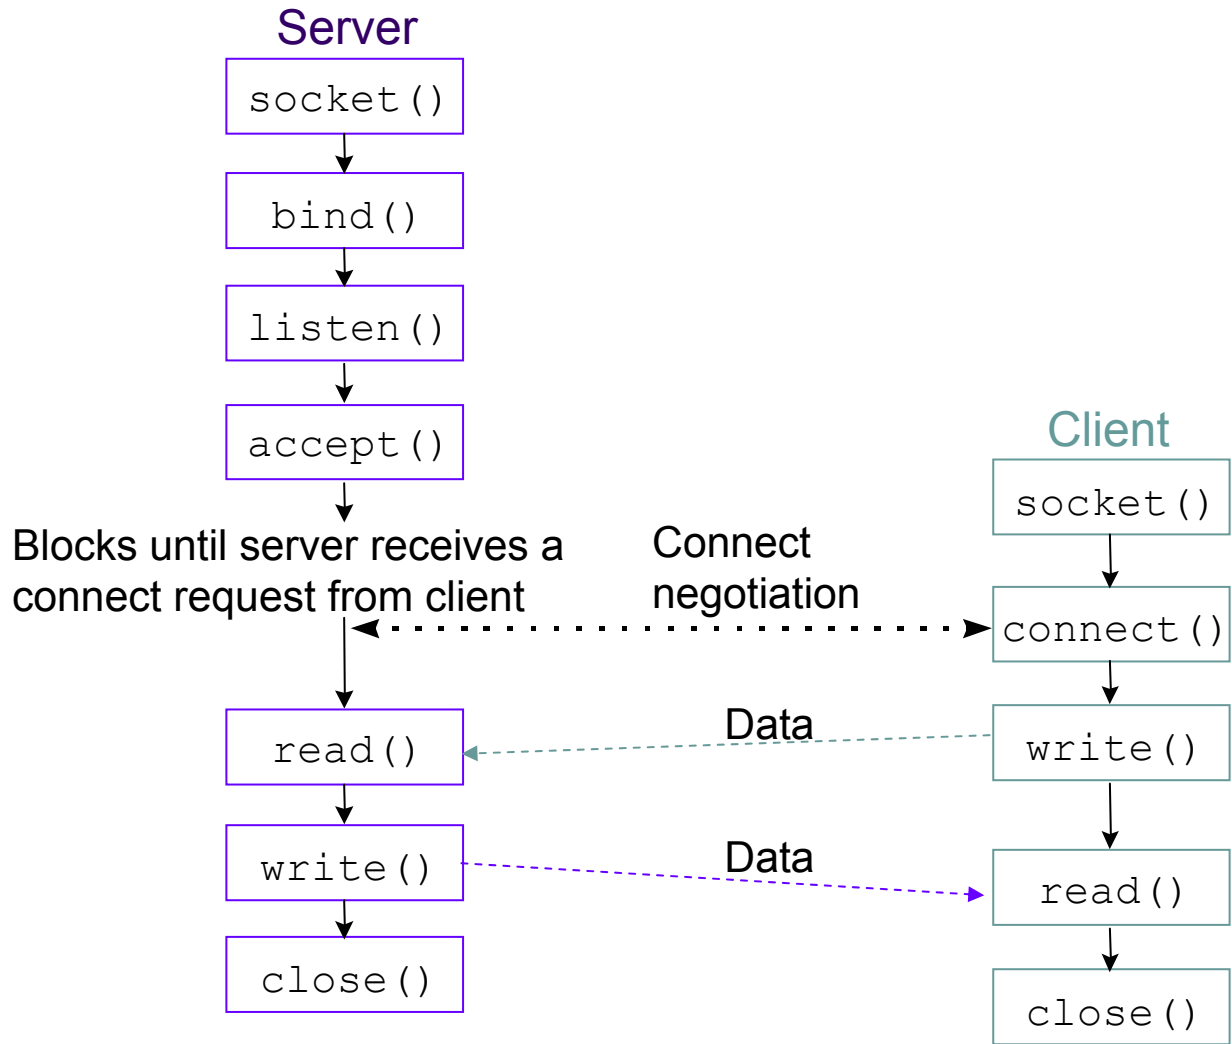 Server
socket()
bind()
listen()
accept()
Blocks until server receives a
connect request from client
read()
write()
close()
Connect
negotiation
Data
Data
Client
socket()
connect()
write()
read()
close()